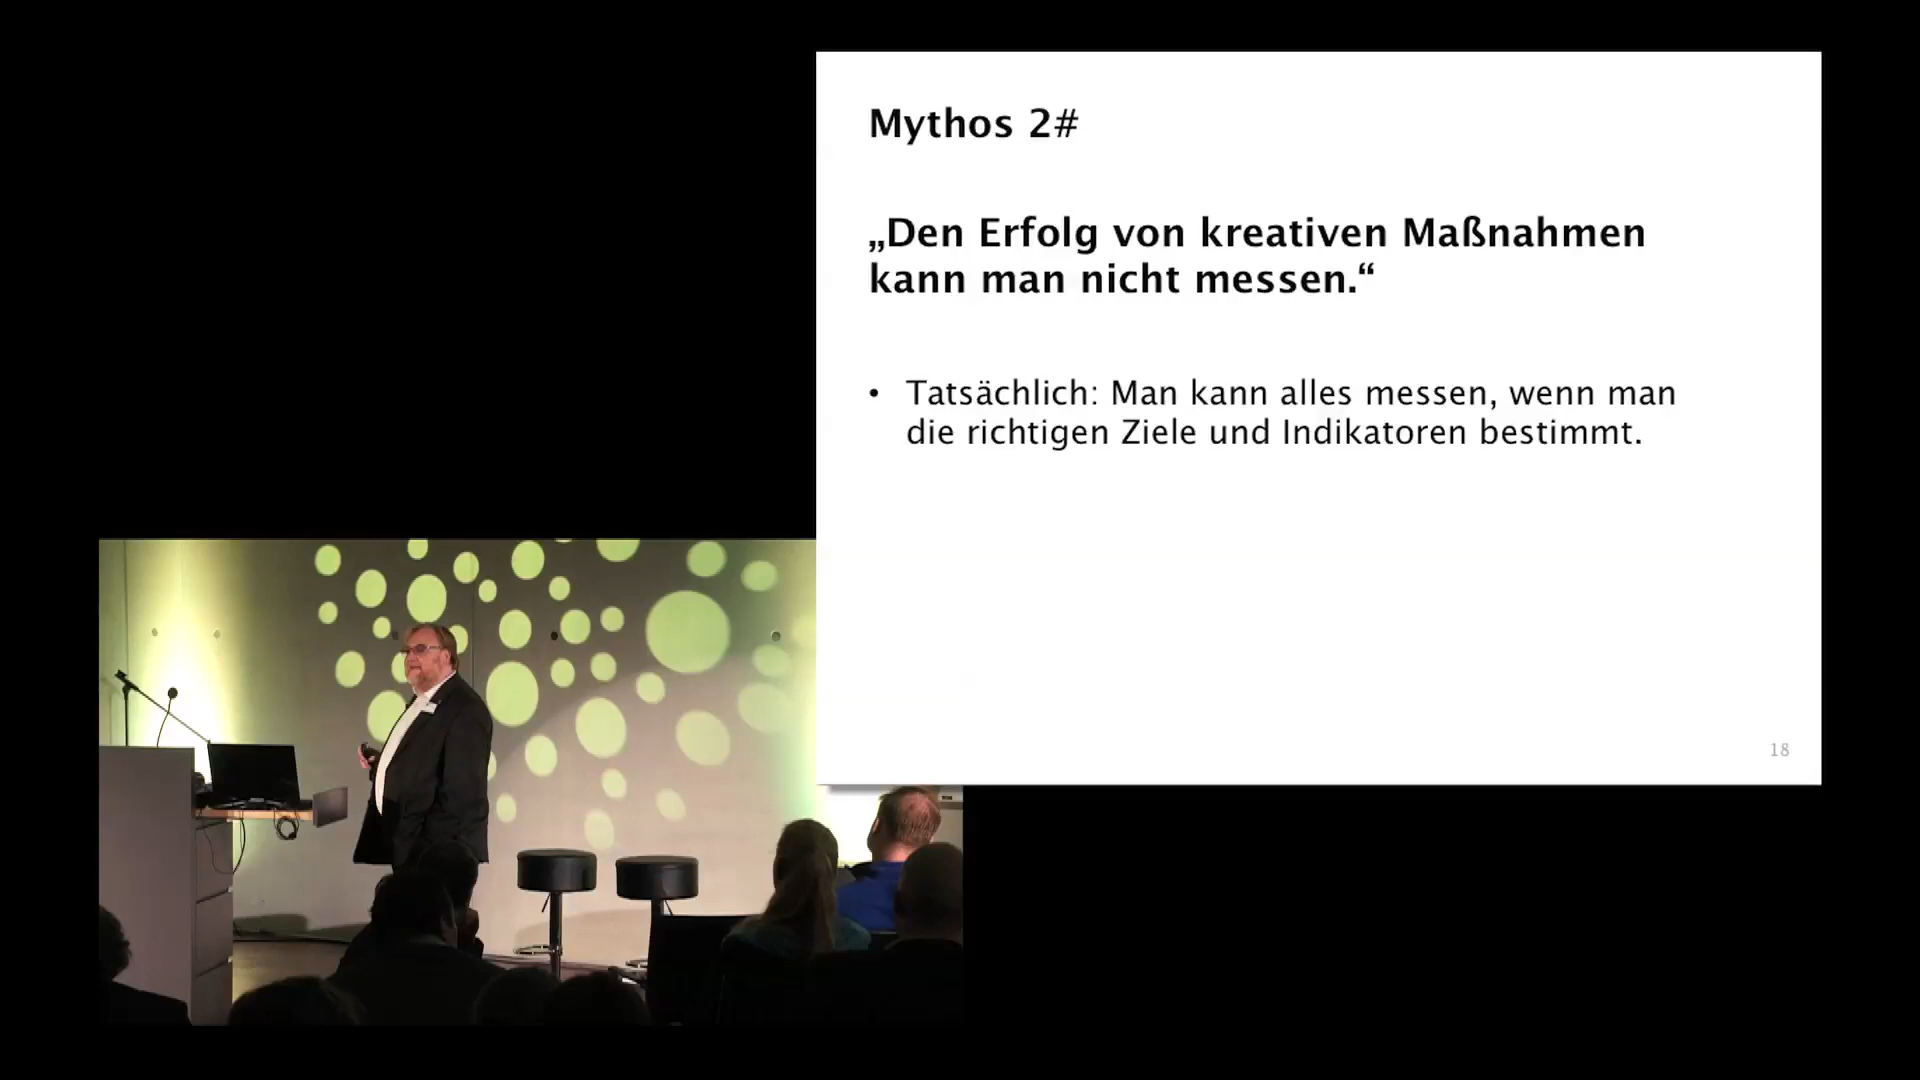 Mythos 2#
„Den Erfolg von kreativen Maßnahmen
kann man nicht messen.“
• Tatsächlich: Man kann alles messen, wenn man
die richtigen Ziele und Indikatoren bestimmt.
18